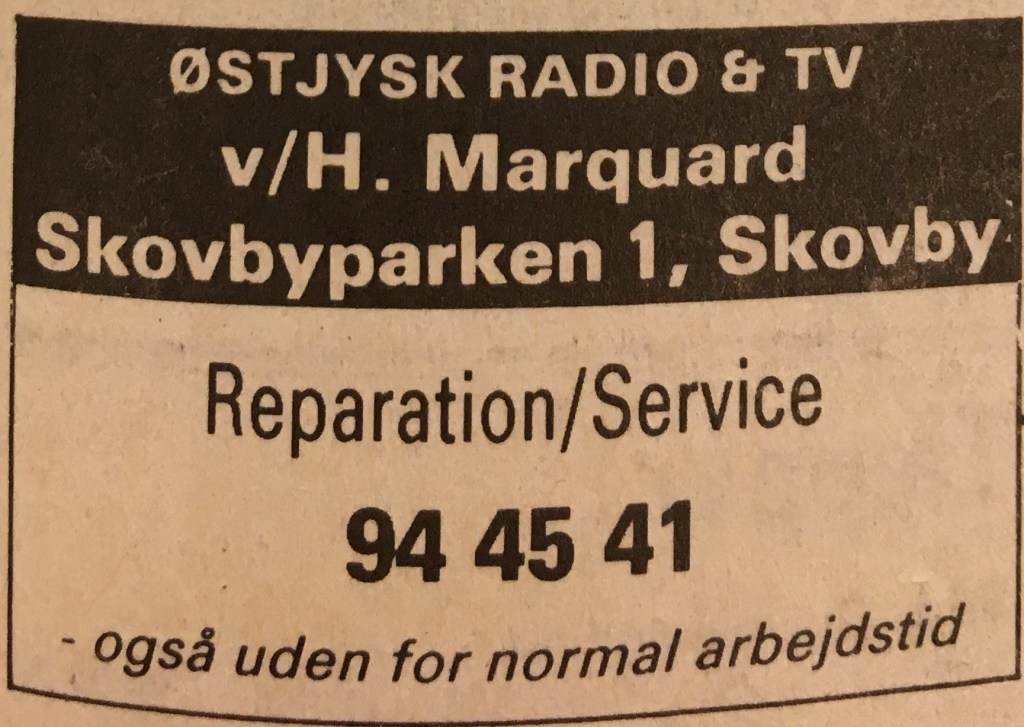 ØSTJYSK RADIO & TV
v/H. Marquard
Skovbyparken 1, Skovby
Reparation/Service
94 45 41
- også uden for normal arbejdstid